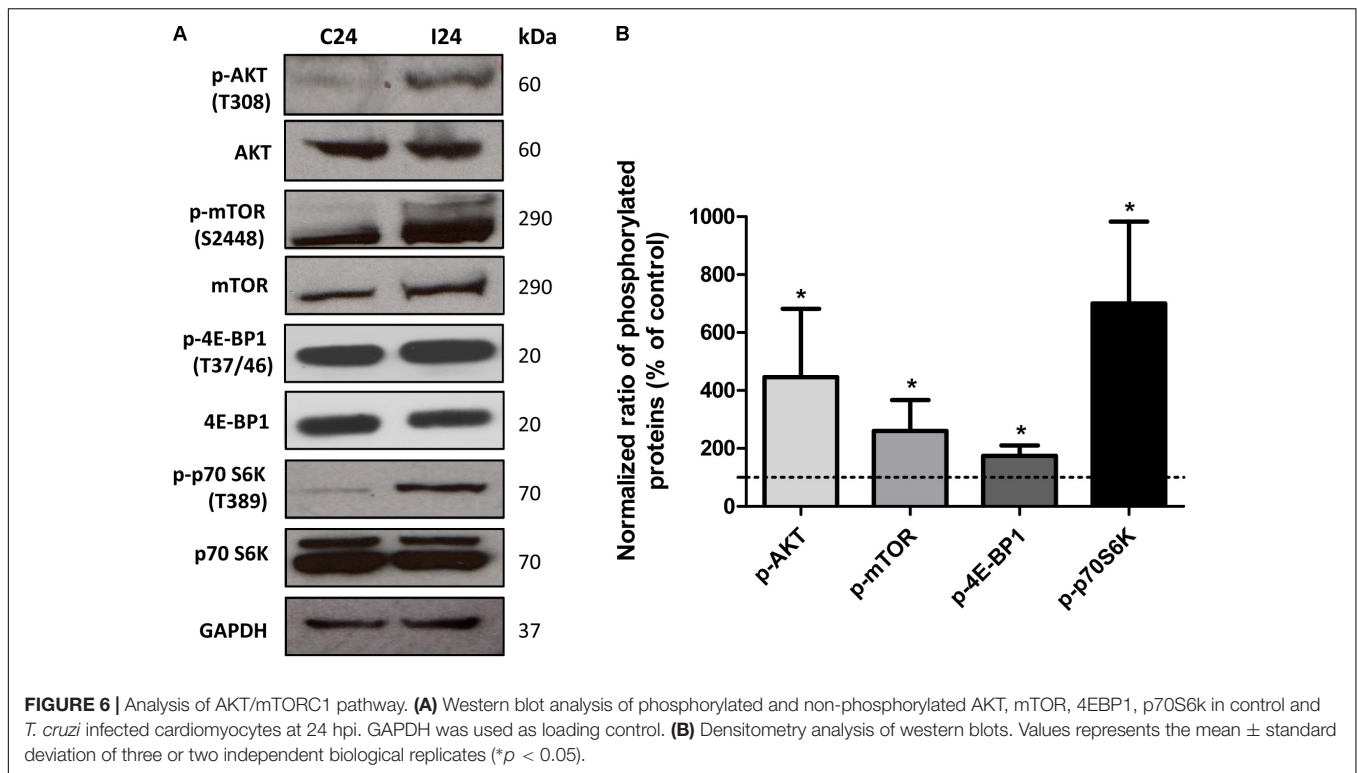 A
C24 I24 kDa
p-AKT
(T308)
60
AKT
60
p-mTOR
(S2448)
290
mTOR
290
p-4E-BP1
(T37/46)
20
4E-BP1
20
p-p70 S6K
(T389)
70
p70 S6K
70
GAPDH
37
B
Normalized ratio of phosphorylated
proteins (% of control)
1000
800
600
400
200
0
*
*
*
*
p-AKT
p-mTOR
p-4E-BP1
p-p70S6K
FIGURE 6 | Analysis of AKT/mTORC1 pathway. (A) Western blot analysis of phosphorylated and non-phosphorylated AKT, mTOR, 4EBP1, p70S6k in control and
T. cruzi infected cardiomyocytes at 24 hpi. GAPDH was used as loading control. (B) Densitometry analysis of western blots. Values represents the mean ± standard
deviation of three or two independent biological replicates (*p < 0.05).